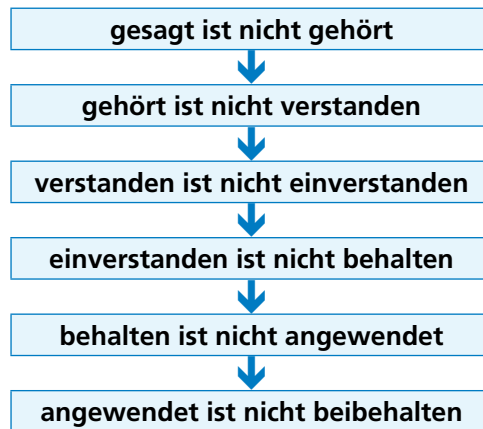 gesagt ist nicht gehört
gehört ist nicht verstanden
verstanden ist nicht einverstanden
einverstanden ist nicht behalten
behalten ist nicht angewendet
angewendet ist nicht beibehalten